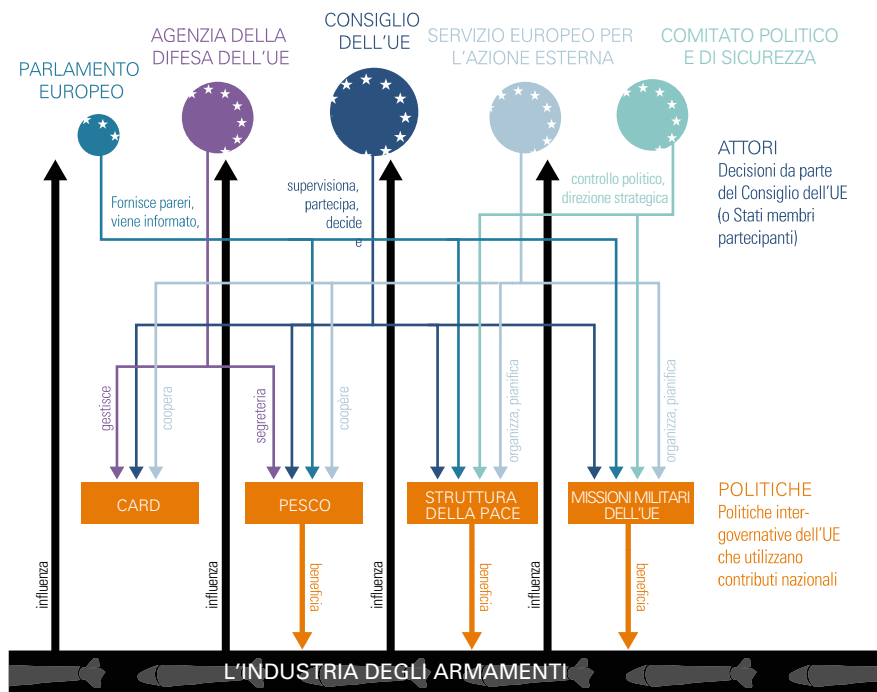 PARLAMENTO
EUROPEO
AGENZIA DELLA
DIFESA DELL'UE
CONSIGLIO
DELL'UE
SERVIZIO EUROPEO PER
L'AZIONE ESTERNA
COMITATO POLITICO
E DI SICUREZZA
ATTORI
Decisioni da parte
del Consiglio dell'UE
(o Stati membri
partecipanti)
Fornisce pareri,
viene informato,
supervisiona,
partecipa,
decide
e
controllo politico,
direzione strategica
gestisce
coopera
segreteria
coopère
organizza, pianifica
organizza, pianifica
CARD
PESCO
STRUTTURA
DELLA PACE
MISSIONI MILITARI
DELL'UE
POLITICHE
Politiche inter-
governative dell'UE
che utilizzano
contributi nazionali
influenza
influenza
beneficia
influenza
beneficia
influenza
beneficia
L'INDUSTRIA DEGLI ARMAMENTI